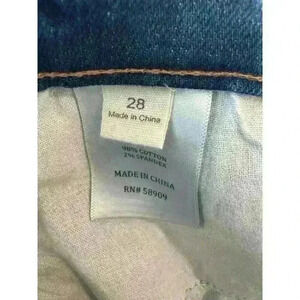 28
Made in China
98% COTTON
2% SPANDEX
MADE IN CHINA
RN# 58909